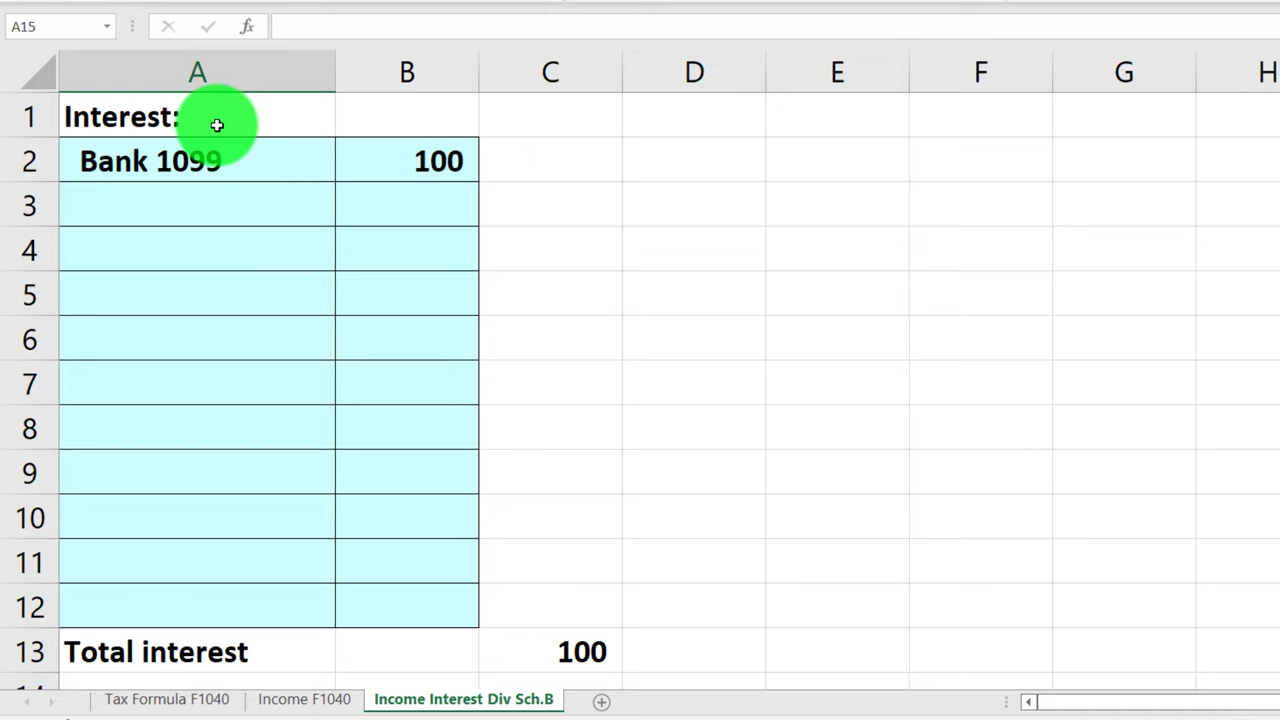 A15 fx
A B C D E F G H
1 Interest:
2 Bank 1099 100
3
4
5
6
7
8
9
10
11
12
13 Total interest 100
Tax Formula F1040 Income F1040 Income Interest Div Sch.B